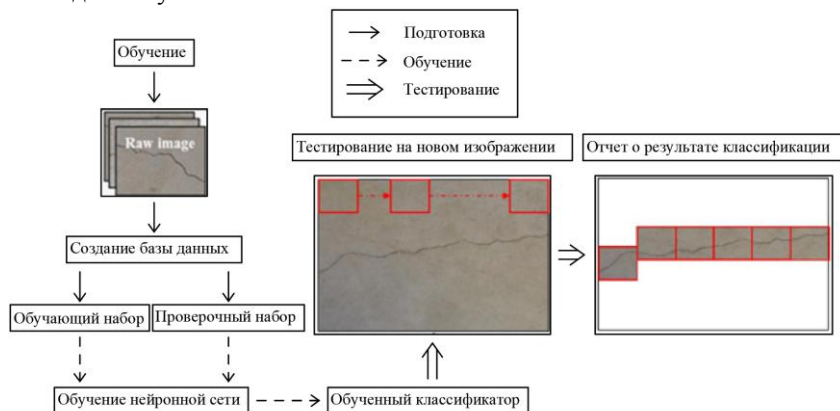 Обучение
Подготовка
Обучение
Тестирование
Raw image
Тестирование на новом изображении
Отчет о результате классификации
Создание базы данных
Обучающий набор
Проверочный набор
Обучение нейронной сети
Обученный классификатор